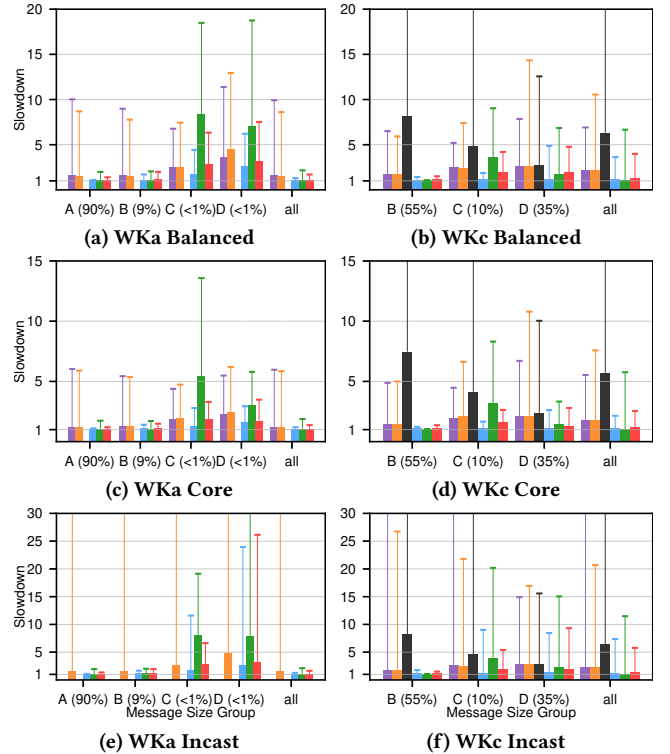 20
15
10
5
1
Slowdown
A (90%) B (9%) C (<1%) D (<1%) all
(a) WKa Balanced
20
15
10
5
1
Slowdown
B (55%) C (10%) D (35%) all
(b) WKc Balanced
15
10
5
1
Slowdown
A (90%) B (9%) C (<1%) D (<1%) all
(c) WKa Core
15
10
5
1
Slowdown
B (55%) C (10%) D (35%) all
(d) WKc Core
30
25
20
15
10
5
1
Slowdown
A (90%) B (9%) C (<1%) D (<1%) all
Message Size Group
(e) WKa Incast
30
25
20
15
10
5
1
Slowdown
B (55%) C (10%) D (35%) all
Message Size Group
(f) WKc Incast